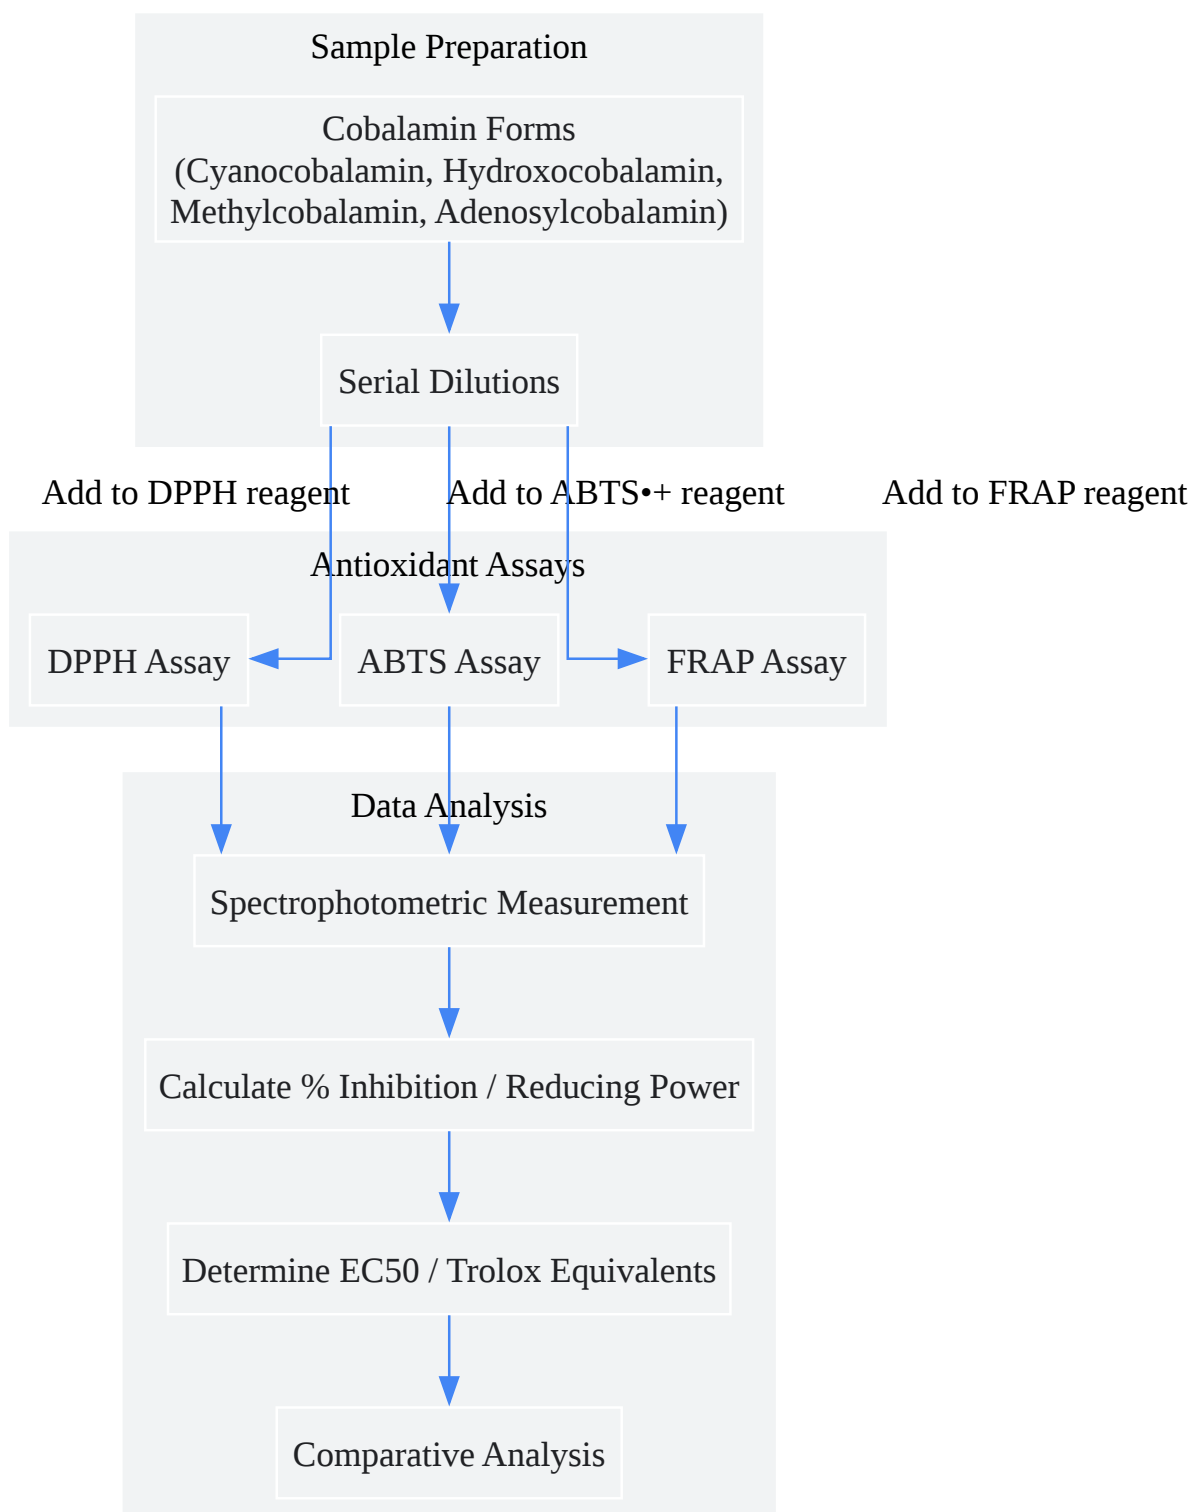 Sample Preparation
Cobalamin Forms
(Cyanocobalamin, Hydroxocobalamin,
Methylcobalamin, Adenosylcobalamin)
Serial Dilutions
Add to DPPH reagent
Add to ABTS•+ reagent
Add to FRAP reagent
Antioxidant Assays
DPPH Assay
ABTS Assay
FRAP Assay
Data Analysis
Spectrophotometric Measurement
Calculate % Inhibition / Reducing Power
Determine EC50 / Trolox Equivalents
Comparative Analysis